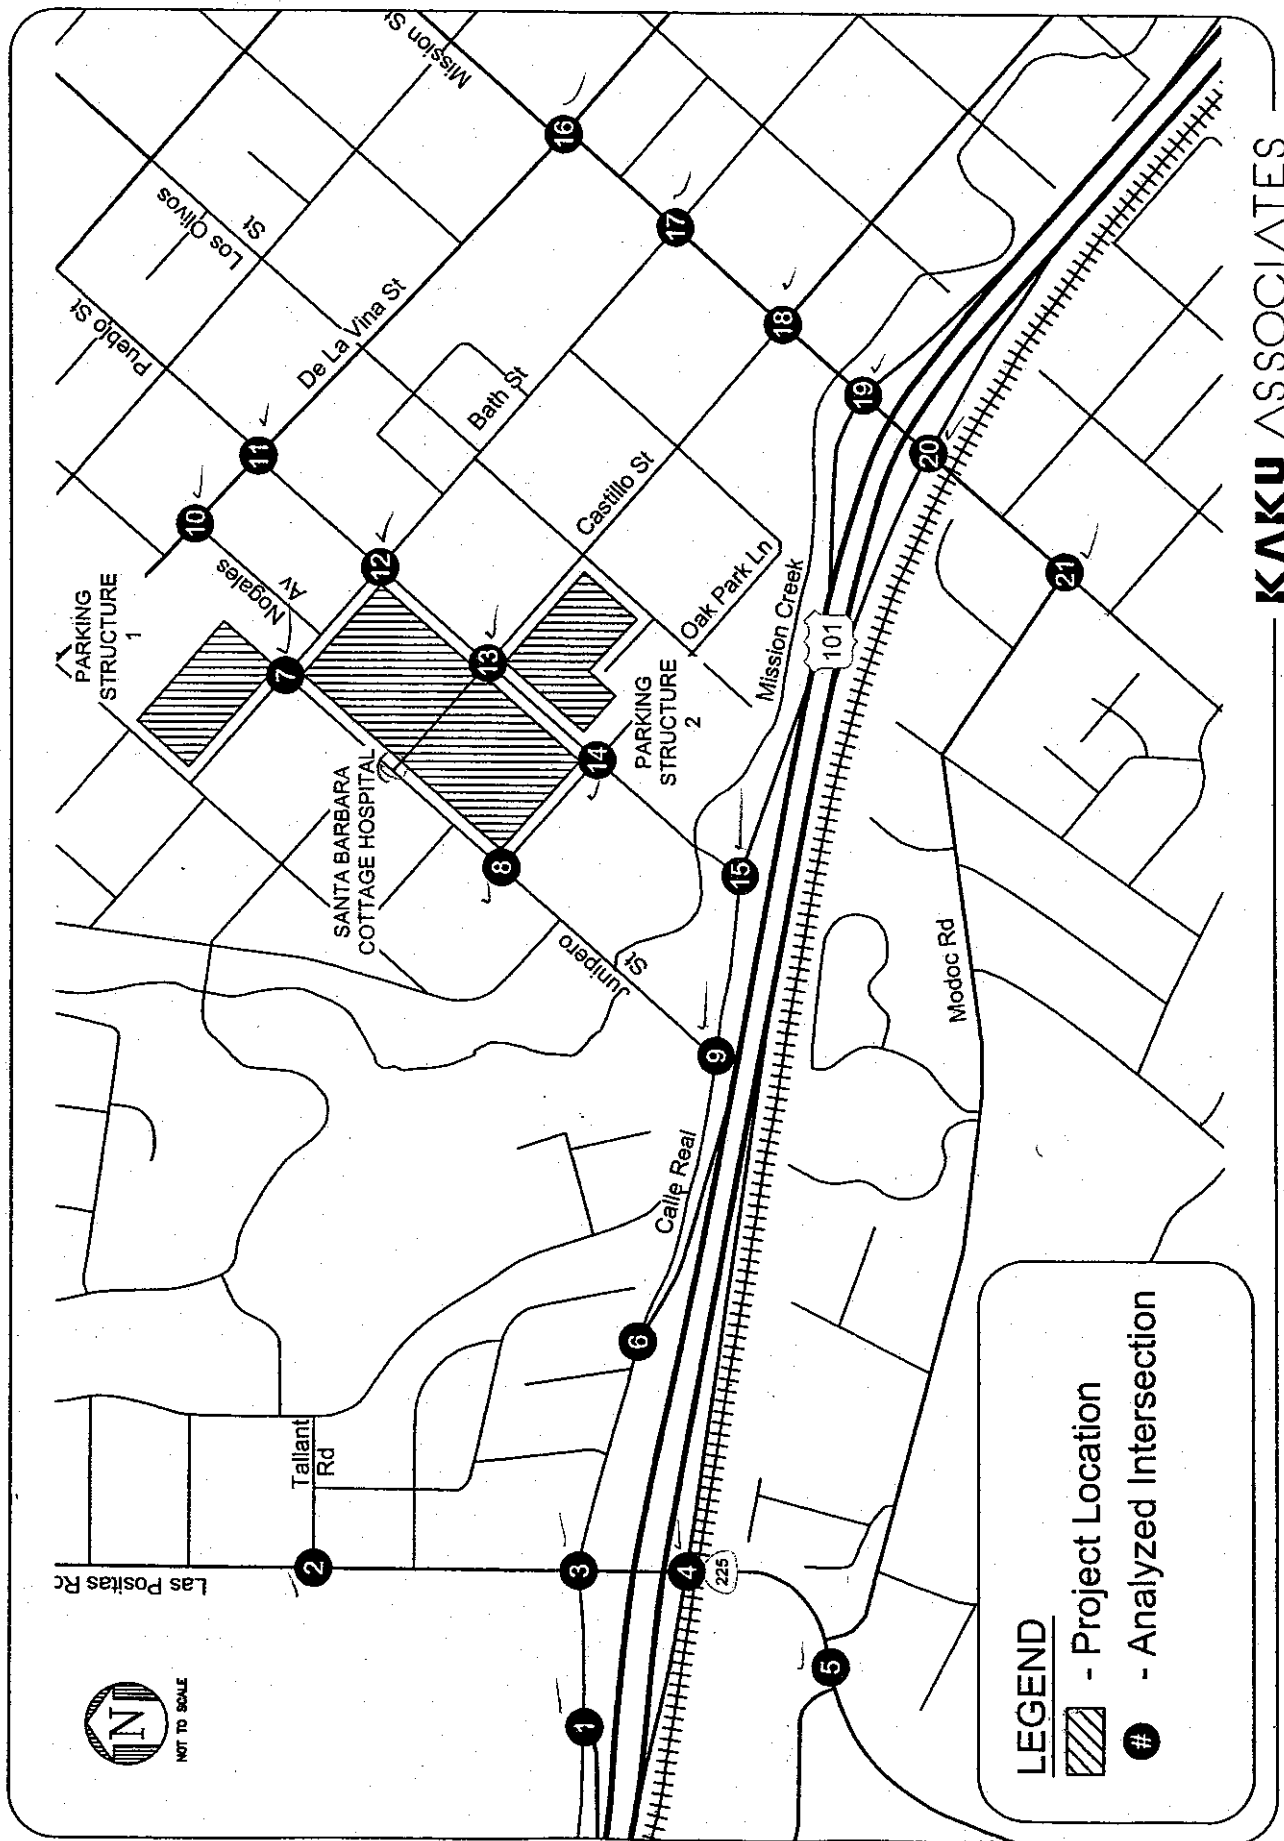 N
NOT TO SCALE
Las Positas Rd
Tallant
Rd
225
Calle Real
Modoc Rd
Junipero
St
SANTA BARBARA
COTTAGE HOSPITAL
PARKING
STRUCTURE
1
PARKING
STRUCTURE
2
Nogales
Av
Pueblo St
Los Olivos
St
De La Vina St
Bath St
Castillo St
Oak Park Ln
Mission Creek
101
Mission St
1
2
3
4
5
6
7
8
9
10
11
12
13
14
15
16
17
18
19
20
21
LEGEND
- Project Location
# - Analyzed Intersection
KAKU ASSOCIATES